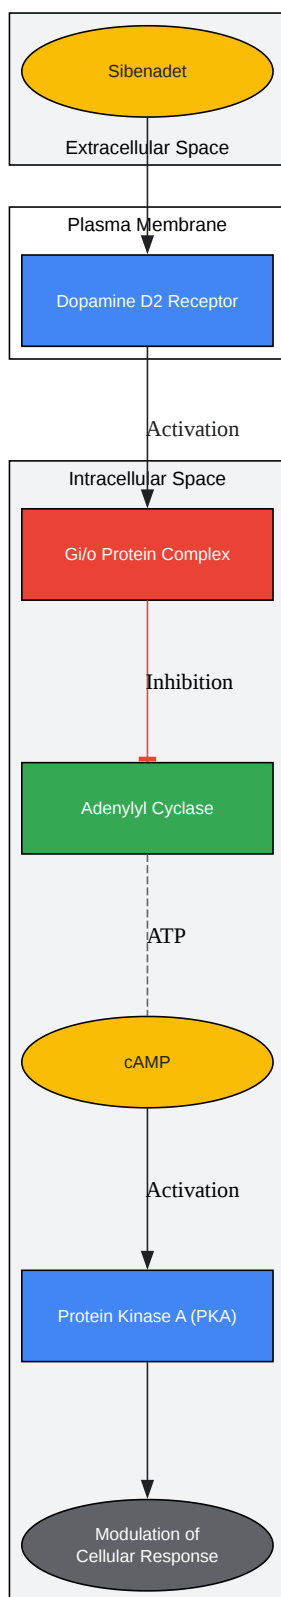 Sibenadet
Extracellular Space
Plasma Membrane
Dopamine D2 Receptor
Activation
Intracellular Space
Gi/o Protein Complex
Inhibition
Adenylyl Cyclase
ATP
cAMP
Activation
Protein Kinase A (PKA)
Modulation of
Cellular Response